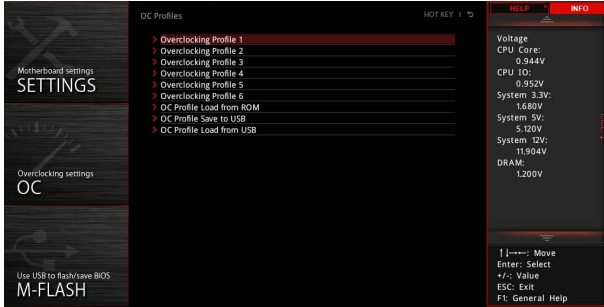 OC Profiles
HOT KEY |
HELP
INFO
Overclocking Profile 1
Overclocking Profile 2
Overclocking Profile 3
Overclocking Profile 4
Overclocking Profile 5
Overclocking Profile 6
OC Profile Load from ROM
OC Profile Save to USB
OC Profile Load from USB
Motherboard settings
SETTINGS
Overclocking settings
OC
Use USB to flash/save BIOS
M-FLASH
Voltage
CPU Core:
0.944V
CPU IO:
0.952V
System 3.3V:
1.680V
System 5V:
5.120V
System 12V:
11.904V
DRAM:
1.200V
↑↓→←: Move
Enter: Select
+/-: Value
ESC: Exit
F1: General Help